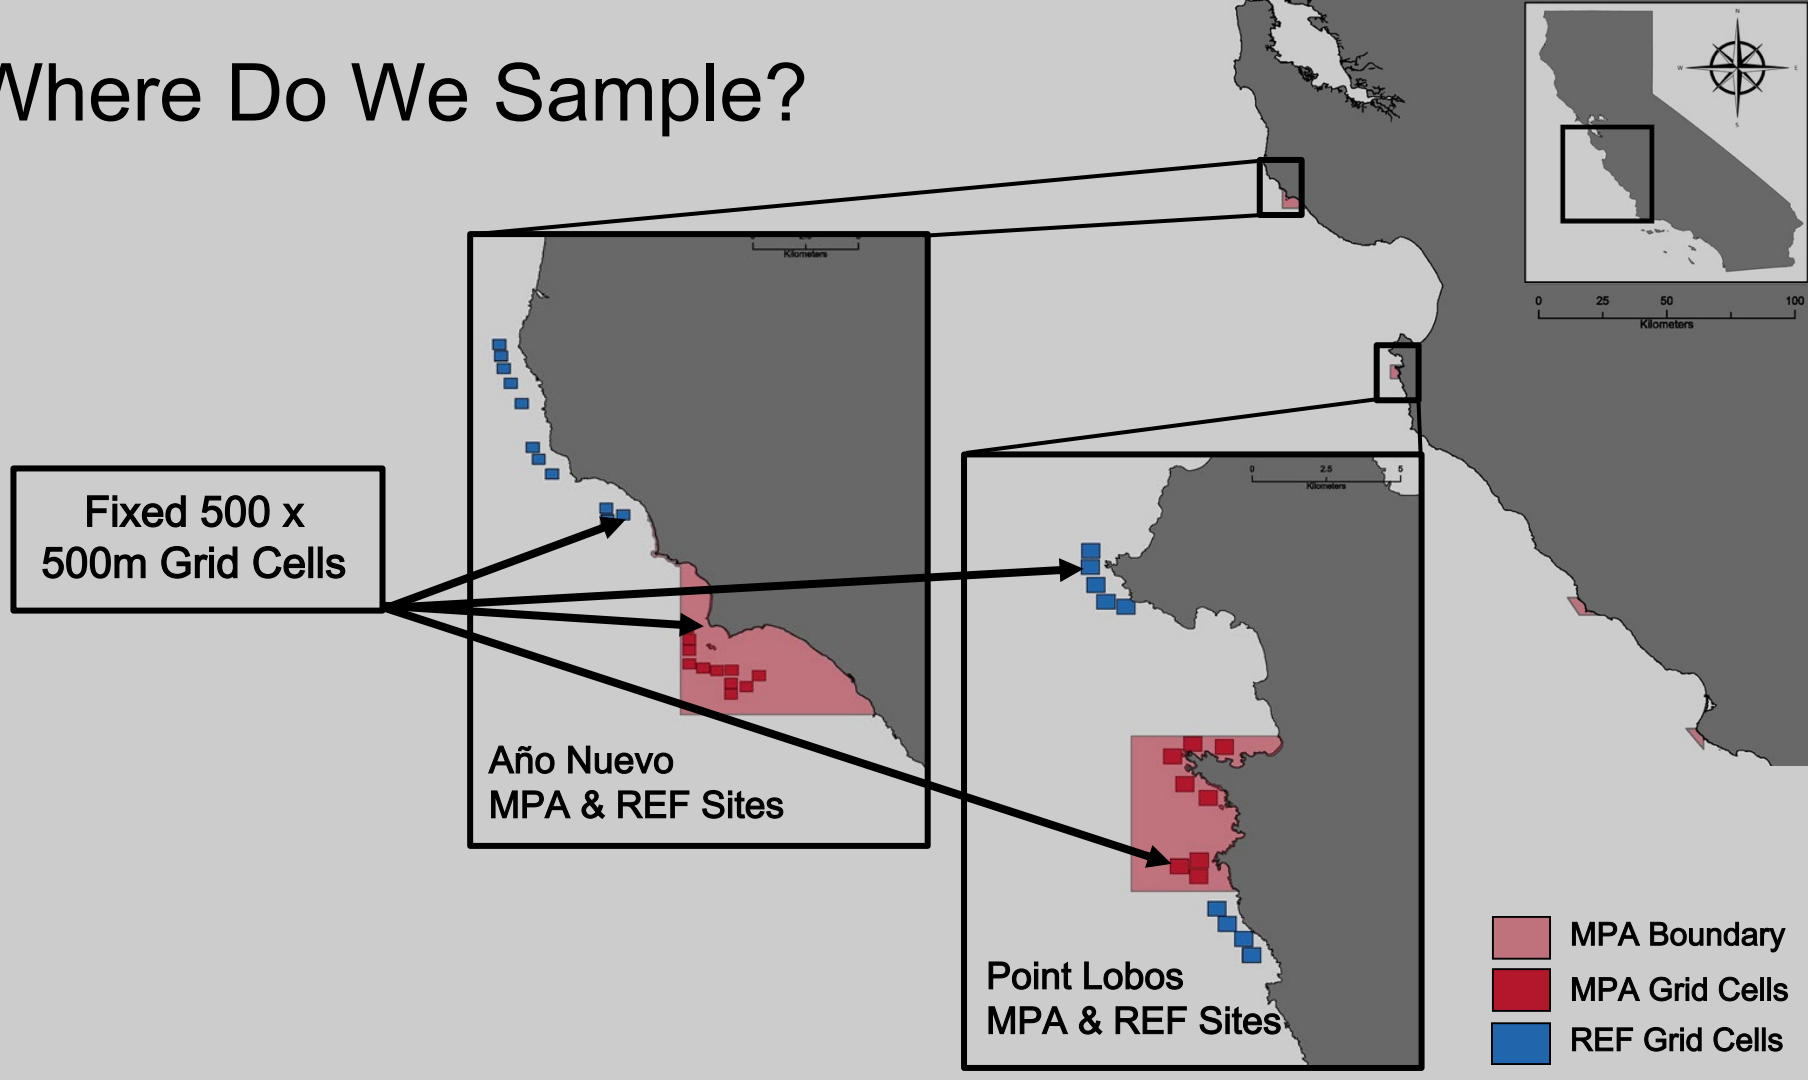 Where Do We Sample?
N
W
E
S
0 25 50 100
Kilometers
Kilometers
0 2.5 5
Kilometers
Fixed 500 x
500m Grid Cells
Año Nuevo
MPA & REF Sites
Point Lobos
MPA & REF Sites
MPA Boundary
MPA Grid Cells
REF Grid Cells